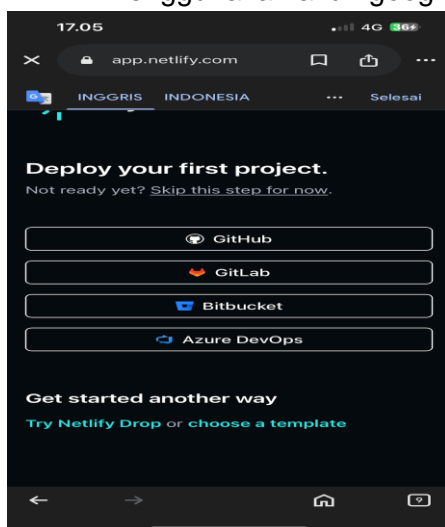 17.05
4G 36
app.netlify.com
INGGRIS INDONESIA ... Selesai
Deploy your first project.
Not ready yet? Skip this step for now.
GitHub
GitLab
Bitbucket
Azure DevOps
Get started another way
Try Netlify Drop or choose a template